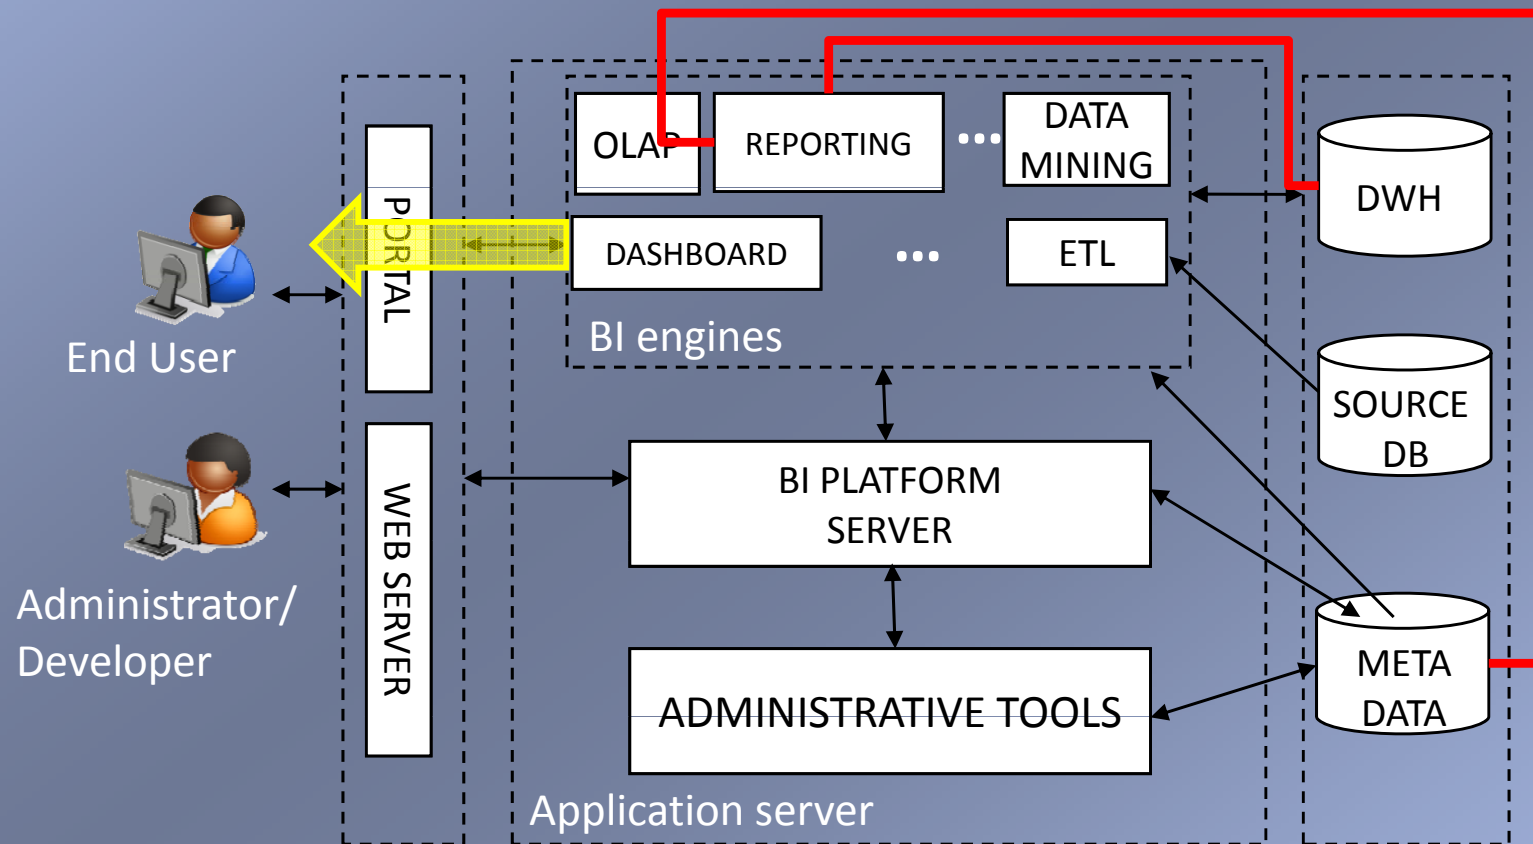 OLAP
REPORTING
...
DATA
MINING
DWH
PORTAL
DASHBOARD
...
ETL
BI engines
End User
SOURCE
DB
BI PLATFORM
SERVER
WEB SERVER
Administrator/
Developer
META
DATA
ADMINISTRATIVE TOOLS
Application server